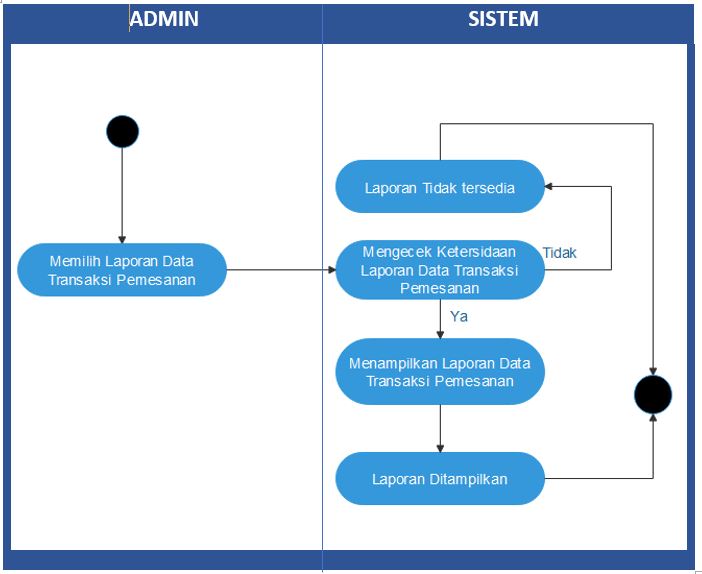 ADMIN
SISTEM
Laporan Tidak tersedia
Memilih Laporan Data
Transaksi Pemesanan
Mengecek Ketersidaan
Laporan Data Transaksi
Pemesanan
Tidak
Ya
Menampilkan Laporan Data
Transaksi Pemesanan
Laporan Ditampilkan